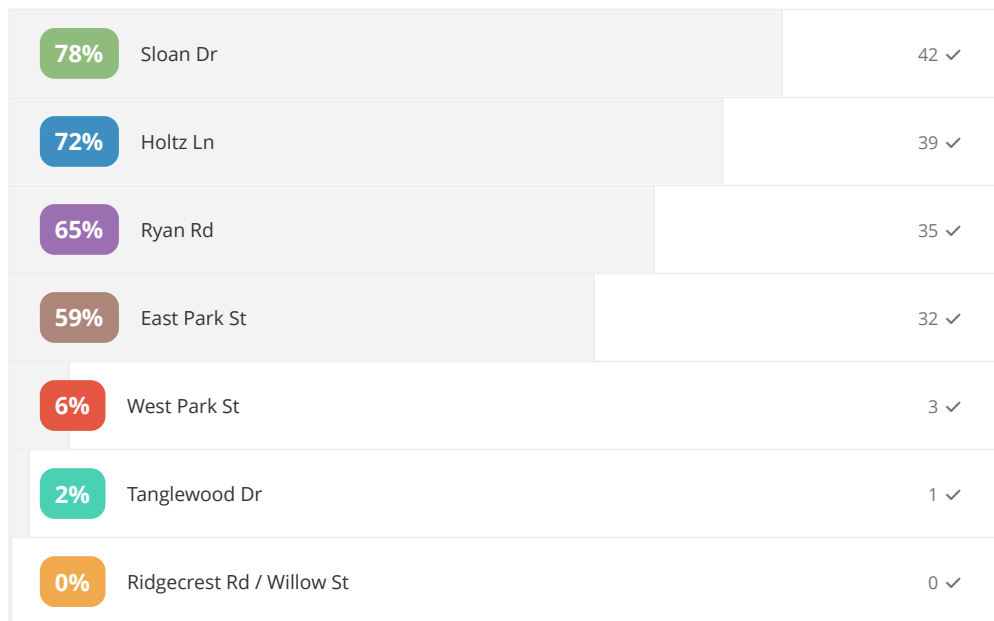 78% Sloan Dr 42
72% Holtz Ln 39
65% Ryan Rd 35
59% East Park St 32
6% West Park St 3
2% Tanglewood Dr 1
0% Ridgecrest Rd / Willow St 0